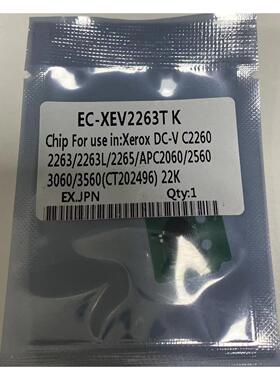 EC-XEV2263T K
Chip For use in:Xerox DC-V C2260
2263/2263L/2265/APC2060/2560
3060/3560(CT202496) 22K
EX.JPN Qty:1